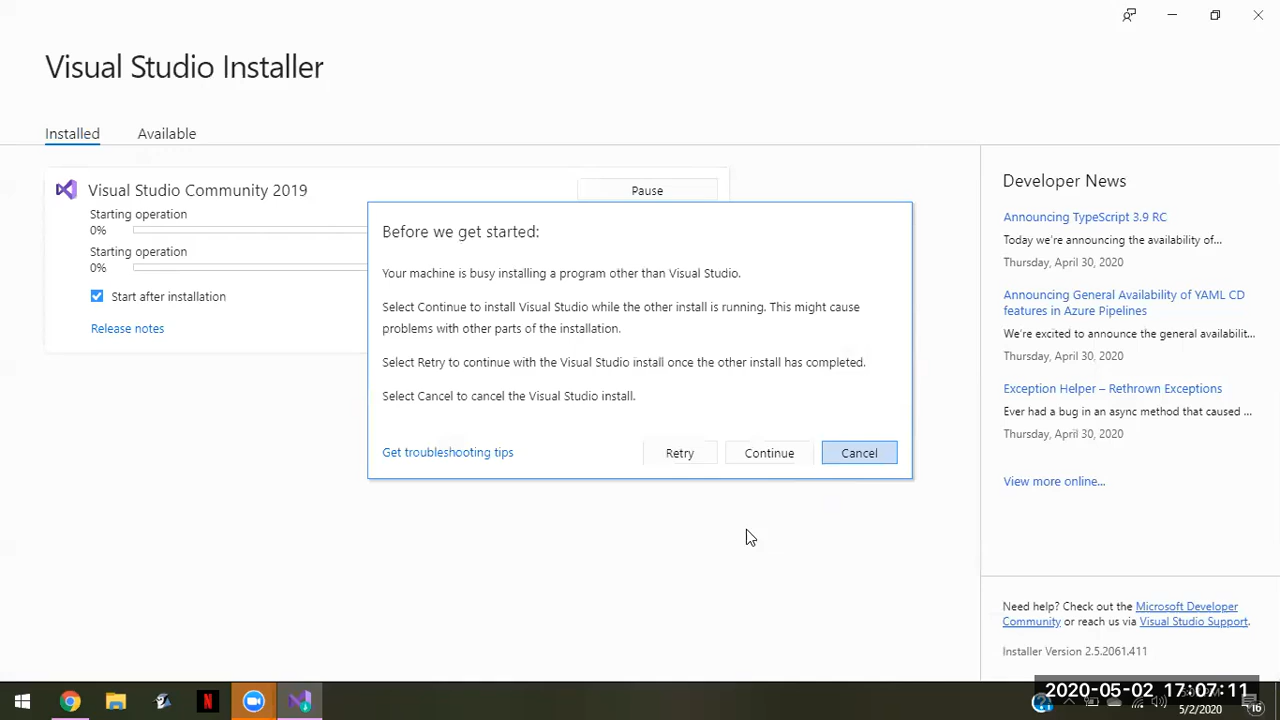 Visual Studio Installer
Installed
Available
Visual Studio Community 2019
Pause
Starting operation
0%
Starting operation
0%
Start after installation
Release notes
Before we get started:
Your machine is busy installing a program other than Visual Studio.
Select Continue to install Visual Studio while the other install is running. This might cause
problems with other parts of the installation.
Select Retry to continue with the Visual Studio install once the other install has completed.
Select Cancel to cancel the Visual Studio install.
Get troubleshooting tips
Retry
Continue
Cancel
Developer News
Announcing TypeScript 3.9 RC
Today we're announcing the availability of...
Thursday, April 30, 2020
Announcing General Availability of YAML CD
features in Azure Pipelines
We're excited to announce the general availabilit...
Thursday, April 30, 2020
Exception Helper – Rethrown Exceptions
Ever had a bug in an async method that caused ...
Thursday, April 30, 2020
View more online...
Need help? Check out the Microsoft Developer
Community or reach us via Visual Studio Support.
Installer Version 2.5.2061.411
2020-05-02 17:07:11
5/2/2020
16